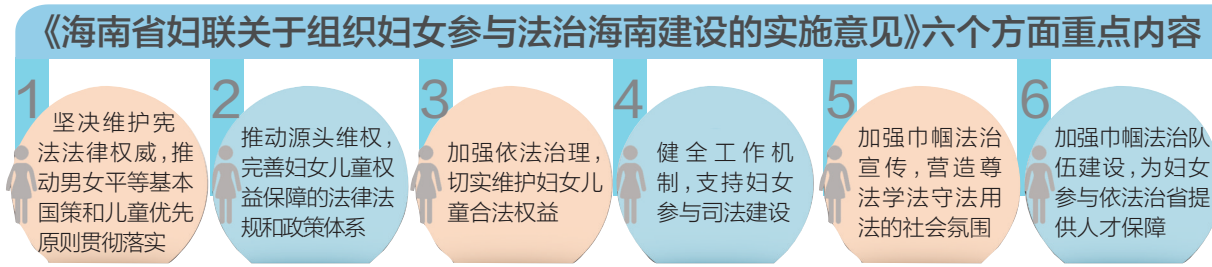 《海南省妇联关于组织妇女参与法治海南建设的实施意见》六个方面重点内容
1
坚决维护宪
法法律权威，推
动男女平等基本
国策和儿童优先
原则贯彻落实
2
推动源头维权，
完善妇女儿童权
益保障的法律法
规和政策体系
3
加强依法治理，
切实维护妇女儿
童合法权益
4
健全工作机
制，支持妇女
参与司法建设
5
加强巾帼法治
宣传，营造尊
法学法守法用
法的社会氛围
6
加强巾帼法治队
伍建设，为妇女
参与依法治省提
供人才保障